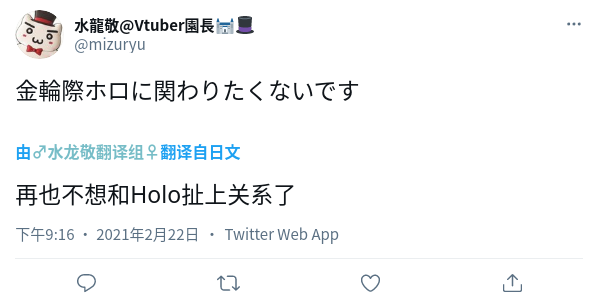 水龍敬@Vtuber園長🏰🎩
@mizuryu
金輪際ホロに関わりたくないです
由♂水龙敬翻译组♀翻译自日文
再也不想和Holo扯上关系了
下午9:16 · 2021年2月22日 · Twitter Web App